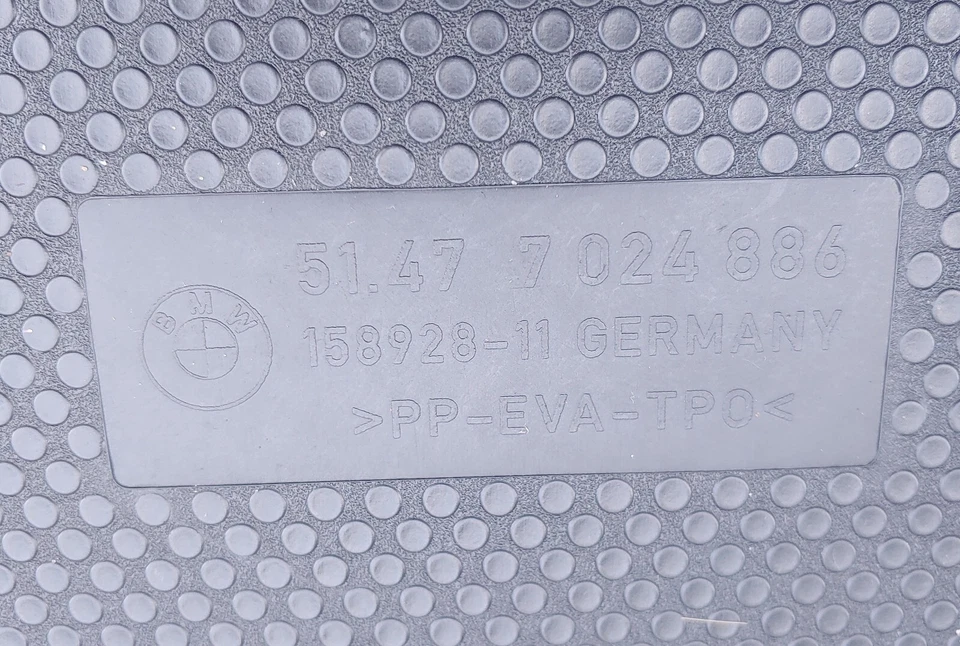 BMW
51.47 7 024 886
158928-11 GERMANY
>PP-EVA-TPO<